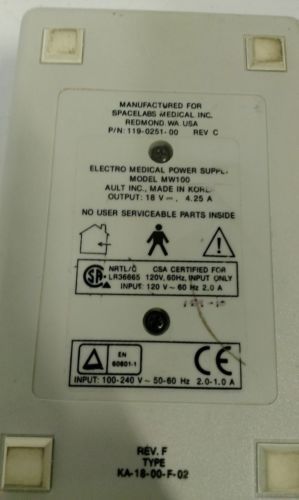 MANUFACTURED FOR
SPACELABS MEDICAL INC.
REDMOND. WA. USA
P/N: 119-0251-00 REV C
ELECTRO MEDICAL POWER SUPPL
MODEL MW100
AULT INC., MADE IN KORE
OUTPUT: 18 V ⎓, 4.25 A
NO USER SERVICEABLE PARTS INSIDE
NRTL/C CSA CERTIFIED FOR
LR36665 120V, 60Hz, INPUT ONLY
INPUT: 120 V ~ 60 Hz 2.0 A
EN
60601-1
CE
INPUT: 100-240 V ~ 50-60 Hz 2.0-1.0 A
REV. F
TYPE
KA-18-00-F-02